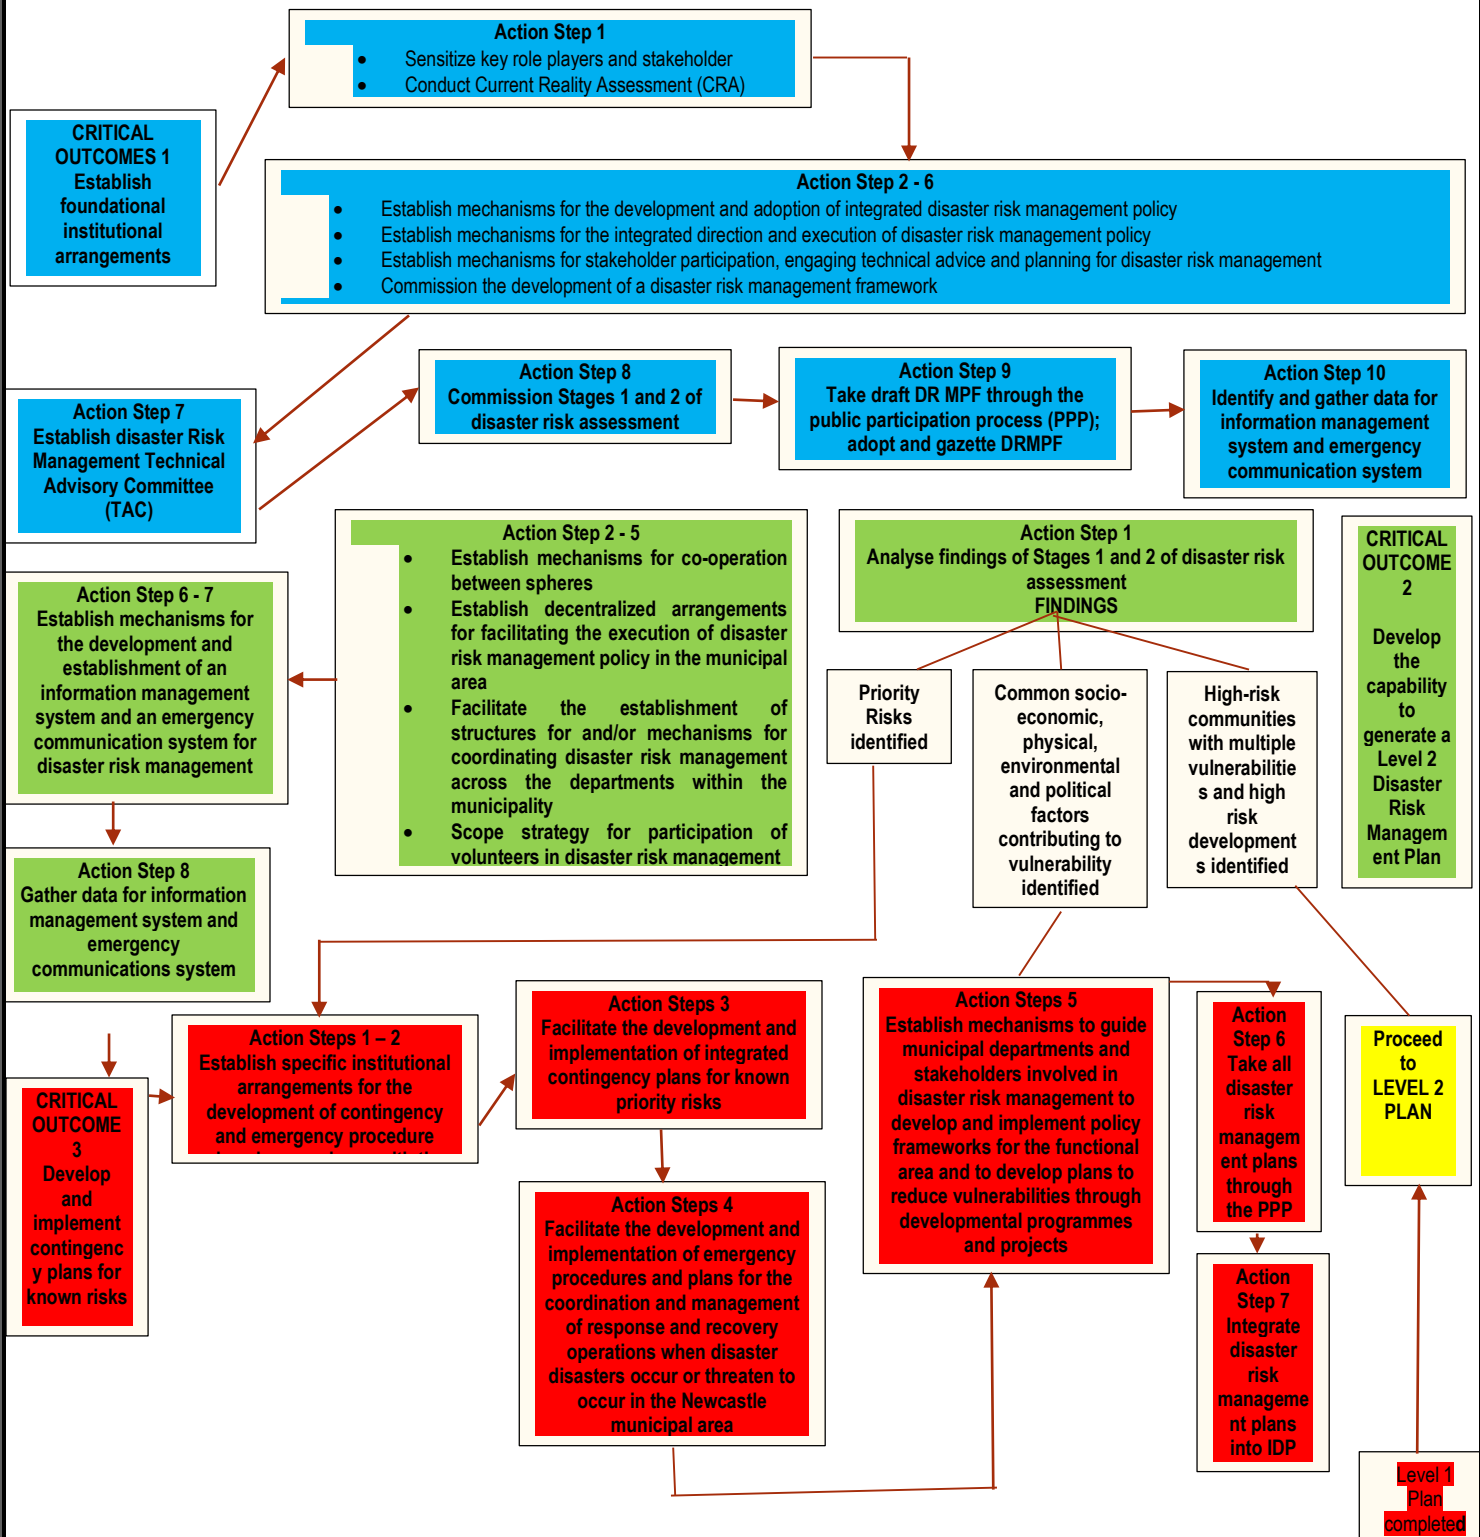 Action Step 1
• Sensitize key role players and stakeholder
• Conduct Current Reality Assessment (CRA)
CRITICAL
OUTCOMES 1
Establish
foundational
institutional
arrangements
Action Step 2 - 6
• Establish mechanisms for the development and adoption of integrated disaster risk management policy
• Establish mechanisms for the integrated direction and execution of disaster risk management policy
• Establish mechanisms for stakeholder participation, engaging technical advice and planning for disaster risk management
• Commission the development of a disaster risk management framework
Action Step 7
Establish disaster Risk
Management Technical
Advisory Committee
(TAC)
Action Step 8
Commission Stages 1 and 2 of
disaster risk assessment
Action Step 9
Take draft DR MPF through the
public participation process (PPP);
adopt and gazette DRMPF
Action Step 10
Identify and gather data for
information management
system and emergency
communication system
CRITICAL
OUTCOME
2
Develop
the
capability
to
generate a
Level 2
Disaster
Risk
Managem
ent Plan
Action Step 1
Analyse findings of Stages 1 and 2 of disaster risk
assessment
FINDINGS
Priority
Risks
identified
Common socio-
economic,
physical,
environmental
and political
factors
contributing to
vulnerability
identified
High-risk
communities
with multiple
vulnerabilitie
s and high
risk
development
s identified
Action Step 2 - 5
• Establish mechanisms for co-operation
between spheres
• Establish decentralized arrangements
for facilitating the execution of disaster
risk management policy in the municipal
area
• Facilitate the establishment of
structures for and/or mechanisms for
coordinating disaster risk management
across the departments within the
municipality
• Scope strategy for participation of
volunteers in disaster risk management
Action Step 6 - 7
Establish mechanisms for
the development and
establishment of an
information management
system and an emergency
communication system for
disaster risk management
Action Step 8
Gather data for information
management system and
emergency
communications system
CRITICAL
OUTCOME
3
Develop
and
implement
contingenc
y plans for
known risks
Action Steps 1 – 2
Establish specific institutional
arrangements for the
development of contingency
and emergency procedure
Action Steps 3
Facilitate the development and
implementation of integrated
contingency plans for known
priority risks
Action Steps 4
Facilitate the development and
implementation of emergency
procedures and plans for the
coordination and management
of response and recovery
operations when disaster
disasters occur or threaten to
occur in the Newcastle
municipal area
Action Steps 5
Establish mechanisms to guide
municipal departments and
stakeholders involved in
disaster risk management to
develop and implement policy
frameworks for the functional
area and to develop plans to
reduce vulnerabilities through
developmental programmes
and projects
Action
Step 6
Take all
disaster
risk
managem
ent plans
through
the PPP
Action
Step 7
Integrate
disaster
risk
manageme
nt plans
into IDP
Proceed
to
LEVEL 2
PLAN
Level 1
Plan
completed